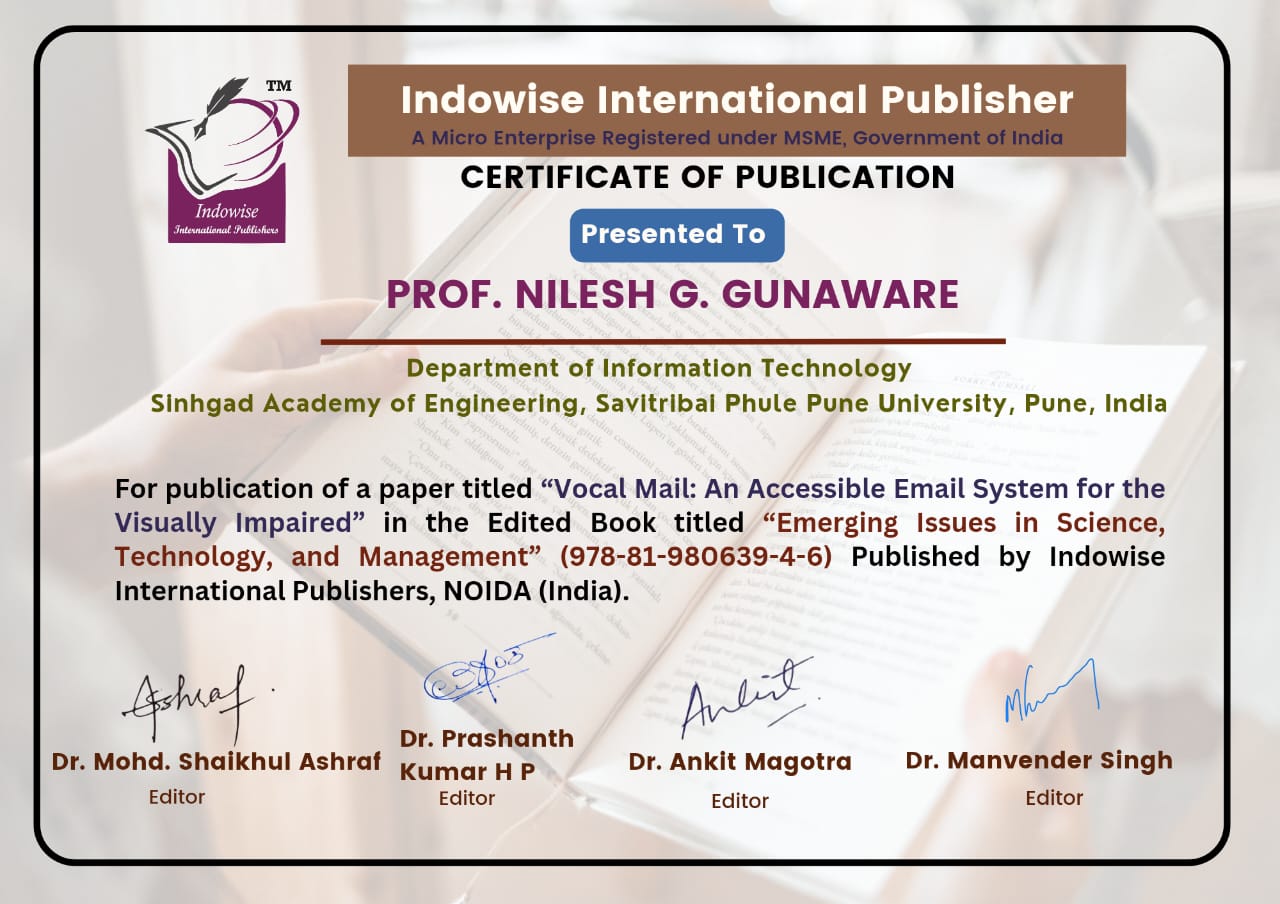 TM
Indowise
International Publishers
Indowise International Publisher
A Micro Enterprise Registered under MSME, Government of India
CERTIFICATE OF PUBLICATION
Presented To
PROF. NILESH G. GUNAWARE
Department of Information Technology
Sinhgad Academy of Engineering, Savitribai Phule Pune University, Pune, India
For publication of a paper titled “Vocal Mail: An Accessible Email System for the
Visually Impaired” in the Edited Book titled “Emerging Issues in Science,
Technology, and Management” (978-81-980639-4-6) Published by Indowise
International Publishers, NOIDA (India).
Ashraf
Ankit
Dr. Mohd. Shaikhul Ashraf
Editor
Dr. Prashanth
Kumar H P
Editor
Dr. Ankit Magotra
Editor
Dr. Manvender Singh
Editor